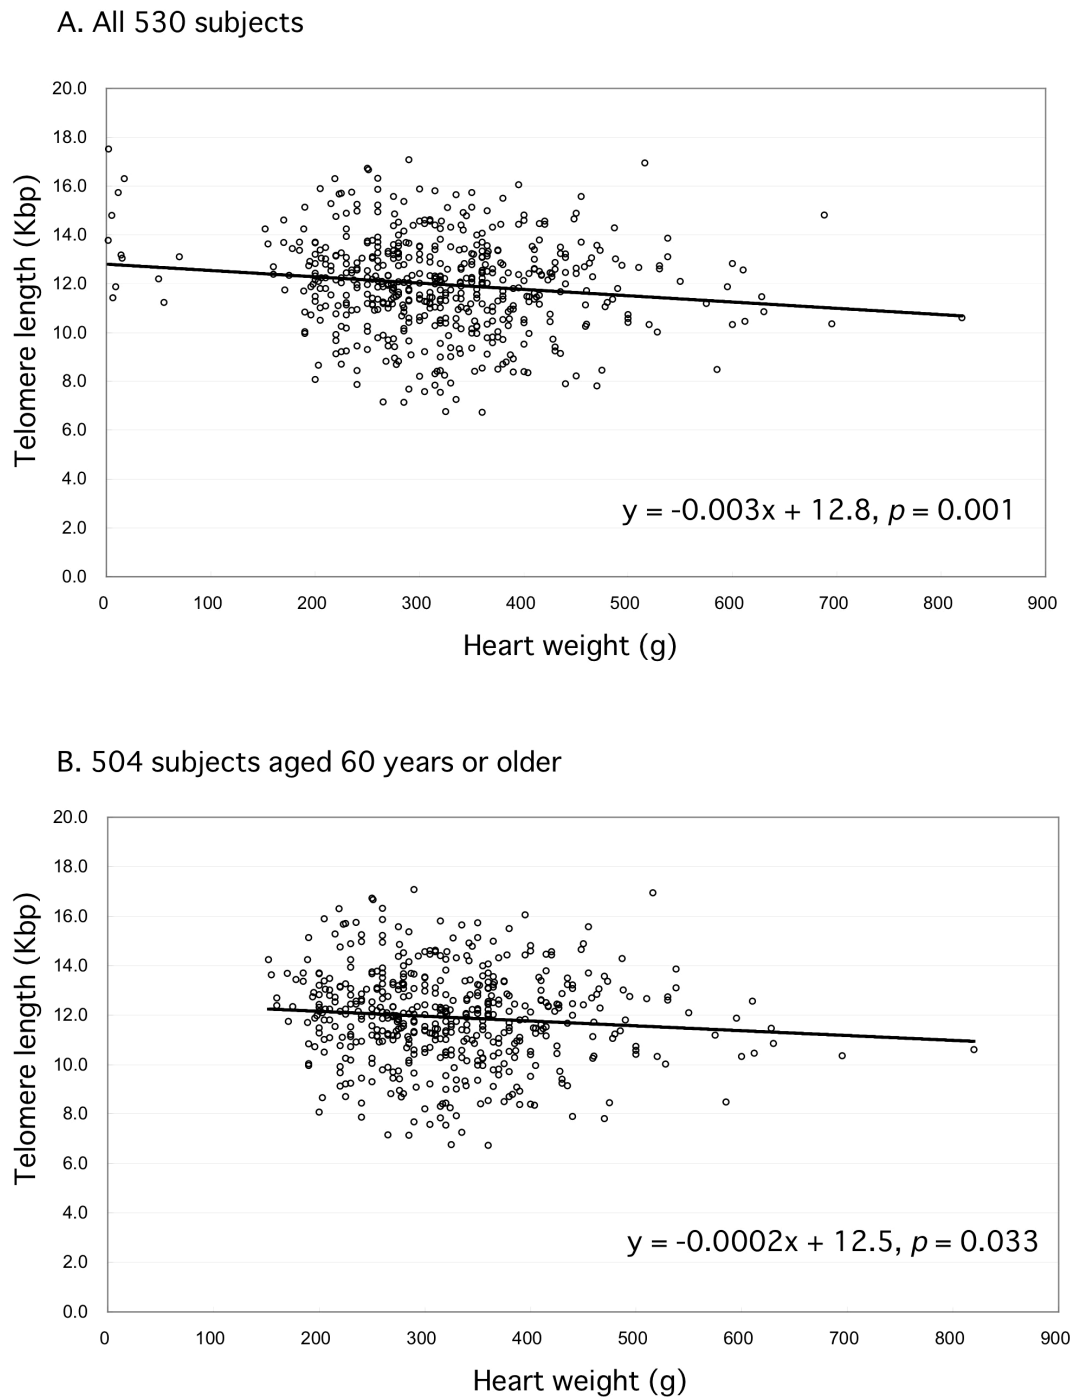 A. All 530 subjects
20.0
18.0
16.0
14.0
12.0
10.0
8.0
6.0
4.0
2.0
0.0
Telomere length (Kbp)
y = -0.003x + 12.8, p = 0.001
0 100 200 300 400 500 600 700 800 900
Heart weight (g)
B. 504 subjects aged 60 years or older
20.0
18.0
16.0
14.0
12.0
10.0
8.0
6.0
4.0
2.0
0.0
Telomere length (Kbp)
y = -0.0002x + 12.5, p = 0.033
0 100 200 300 400 500 600 700 800 900
Heart weight (g)